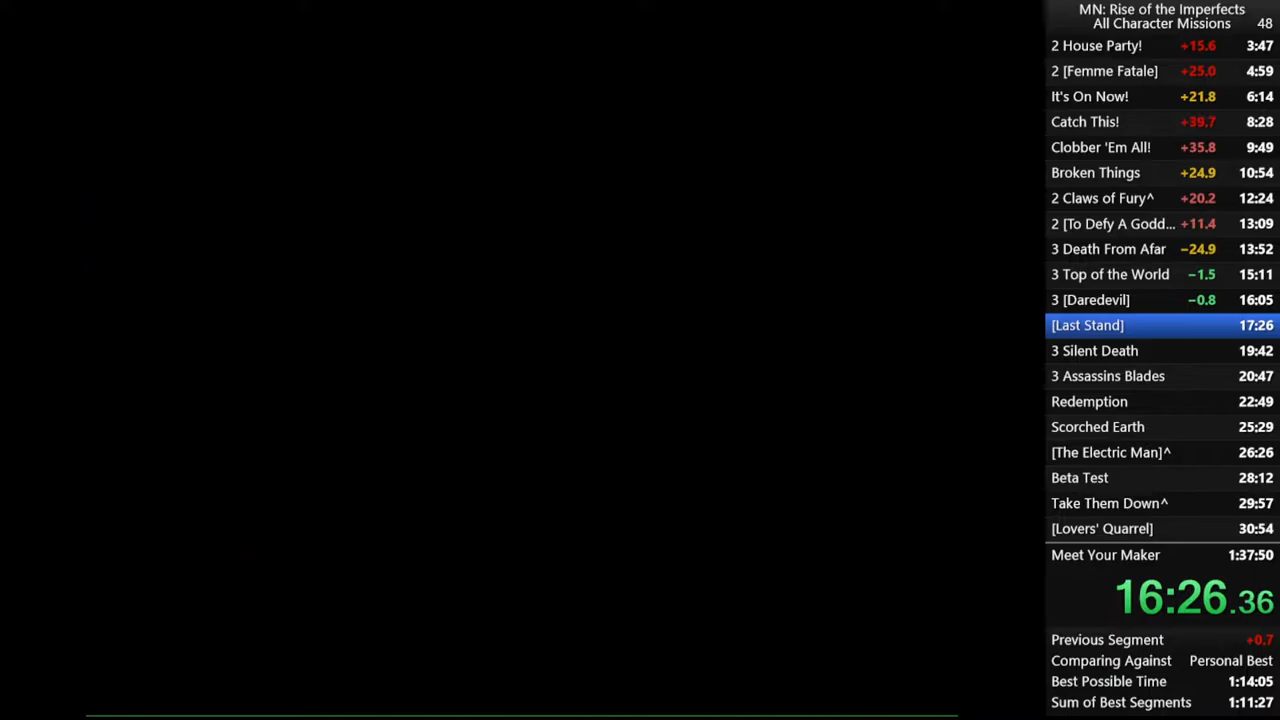 MN: Rise of the Imperfects
All Character Missions 48
2 House Party! +15.6 3:47
2 [Femme Fatale] +25.0 4:59
It's On Now! +21.8 6:14
Catch This! +39.7 8:28
Clobber 'Em All! +35.8 9:49
Broken Things +24.9 10:54
2 Claws of Fury^ +20.2 12:24
2 [To Defy A Godd... +11.4 13:09
3 Death From Afar −24.9 13:52
3 Top of the World −1.5 15:11
3 [Daredevil] −0.8 16:05
[Last Stand] 17:26
3 Silent Death 19:42
3 Assassins Blades 20:47
Redemption 22:49
Scorched Earth 25:29
[The Electric Man]^ 26:26
Beta Test 28:12
Take Them Down^ 29:57
[Lovers' Quarrel] 30:54
Meet Your Maker 1:37:50
16:26.36
Previous Segment +0.7
Comparing Against Personal Best
Best Possible Time 1:14:05
Sum of Best Segments 1:11:27